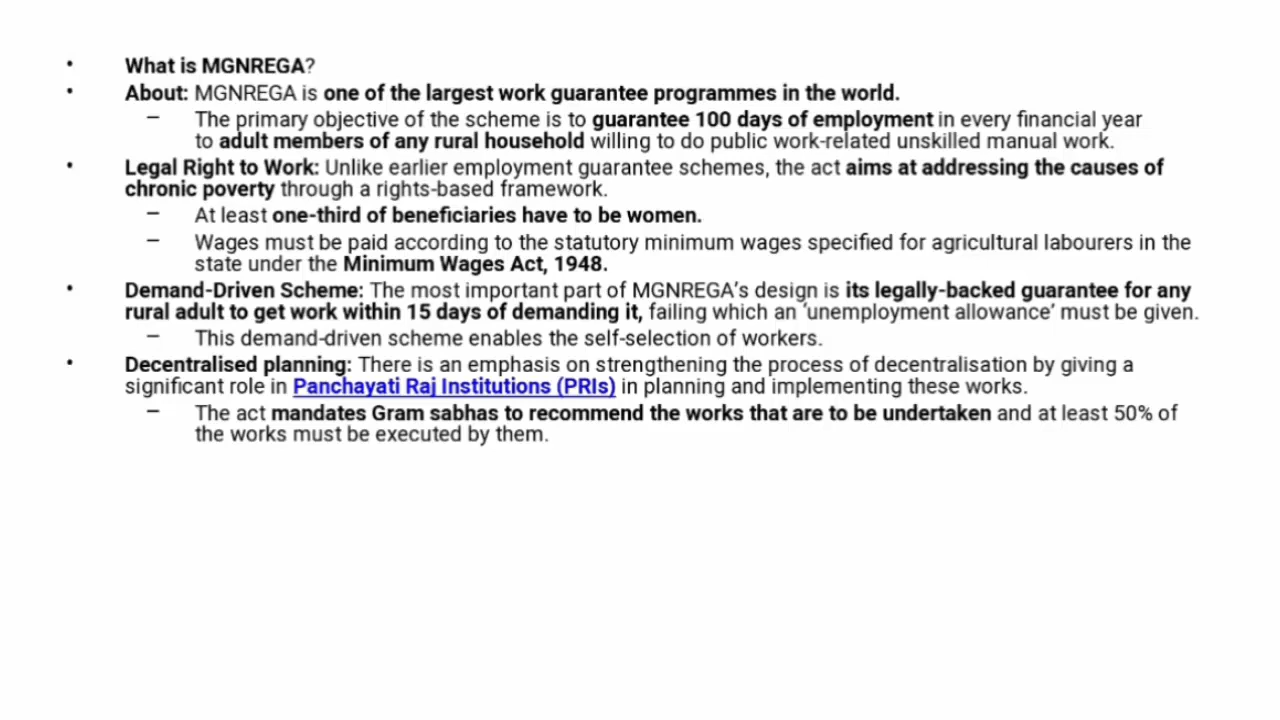 • What is MGNREGA?
• About: MGNREGA is one of the largest work guarantee programmes in the world.
– The primary objective of the scheme is to guarantee 100 days of employment in every financial year
to adult members of any rural household willing to do public work-related unskilled manual work.
• Legal Right to Work: Unlike earlier employment guarantee schemes, the act aims at addressing the causes of
chronic poverty through a rights-based framework.
– At least one-third of beneficiaries have to be women.
– Wages must be paid according to the statutory minimum wages specified for agricultural labourers in the
state under the Minimum Wages Act, 1948.
• Demand-Driven Scheme: The most important part of MGNREGA’s design is its legally-backed guarantee for any
rural adult to get work within 15 days of demanding it, failing which an ‘unemployment allowance’ must be given.
– This demand-driven scheme enables the self-selection of workers.
• Decentralised planning: There is an emphasis on strengthening the process of decentralisation by giving a
significant role in Panchayati Raj Institutions (PRIs) in planning and implementing these works.
– The act mandates Gram sabhas to recommend the works that are to be undertaken and at least 50% of
the works must be executed by them.